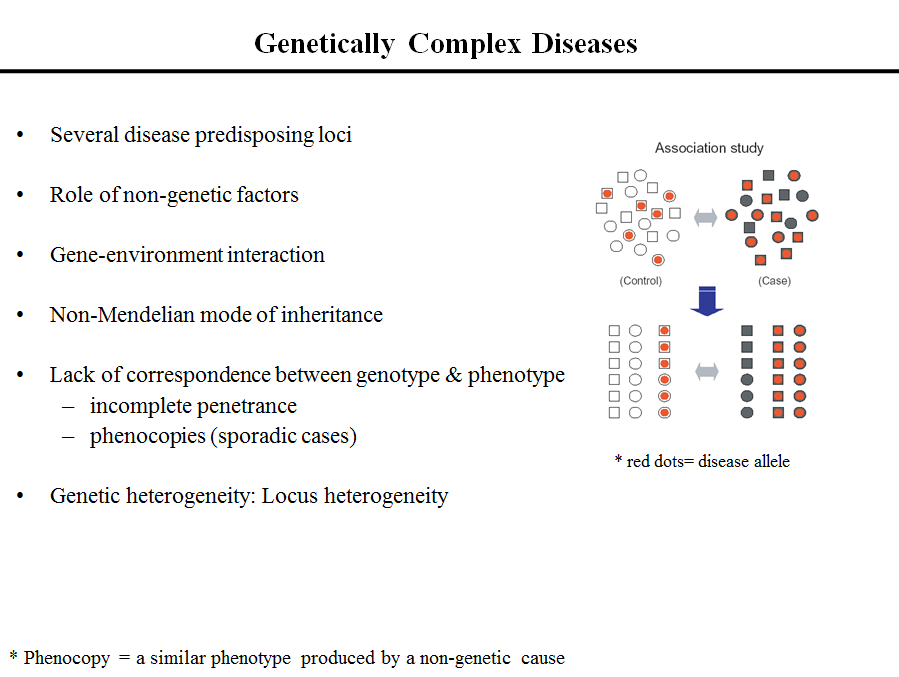 Genetically Complex Diseases
• Several disease predisposing loci
• Role of non-genetic factors
• Gene-environment interaction
• Non-Mendelian mode of inheritance
• Lack of correspondence between genotype & phenotype
– incomplete penetrance
– phenocopies (sporadic cases)
• Genetic heterogeneity: Locus heterogeneity
Association study
(Control) (Case)
* red dots= disease allele
* Phenocopy = a similar phenotype produced by a non-genetic cause